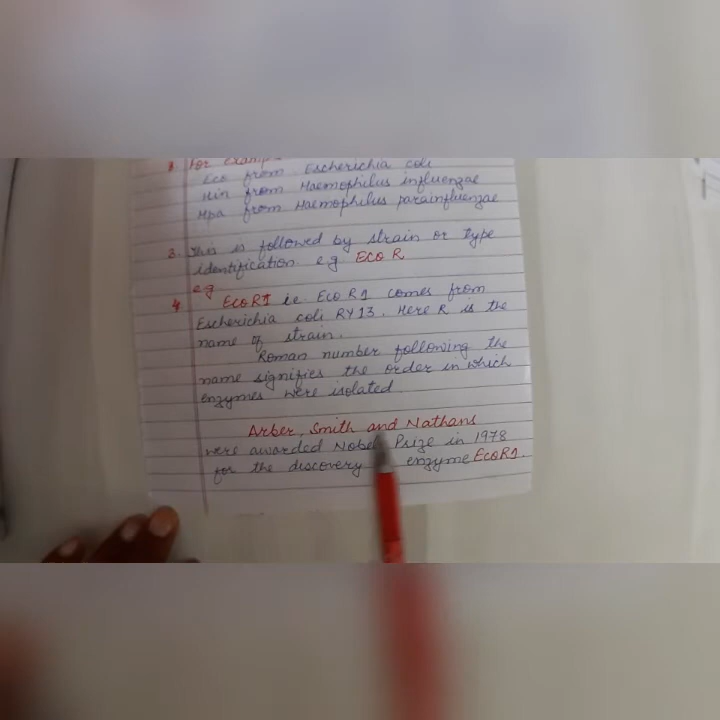 2. For examp
Eco from Escherichia coli
Hin from Haemophilus influenzae
Hpa from Haemophilus parainfluenzae
3. This is followed by strain or type
identification. e.g Eco R
e.g
4 EcoRI i.e. Eco R1 comes from
Escherichia coli RY13. Here R is the
name of strain.
Roman number following the
name signifies the order in which
enzymes were isolated
Arber, Smith and Nathans
were awarded Nobel Prize in 1978
for the discovery enzyme EcoR1.